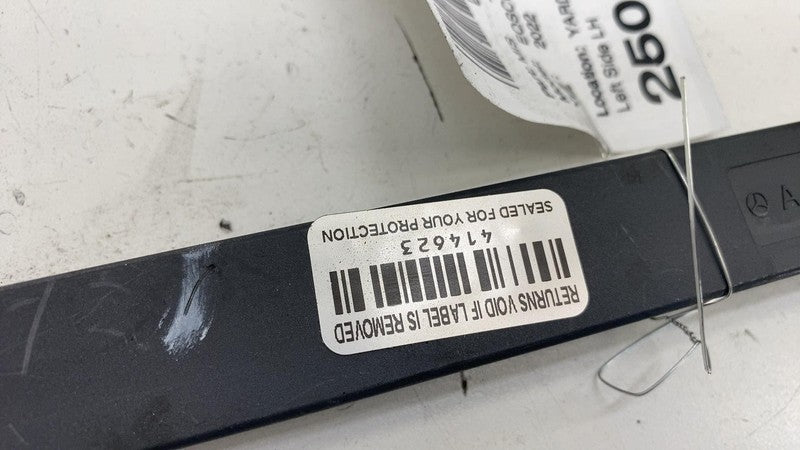 RETURNS VOID IF LABEL IS REMOVED
414623
SEALED FOR YOUR PROTECTION
2022
Location: YARD
Left Side LH
250
A